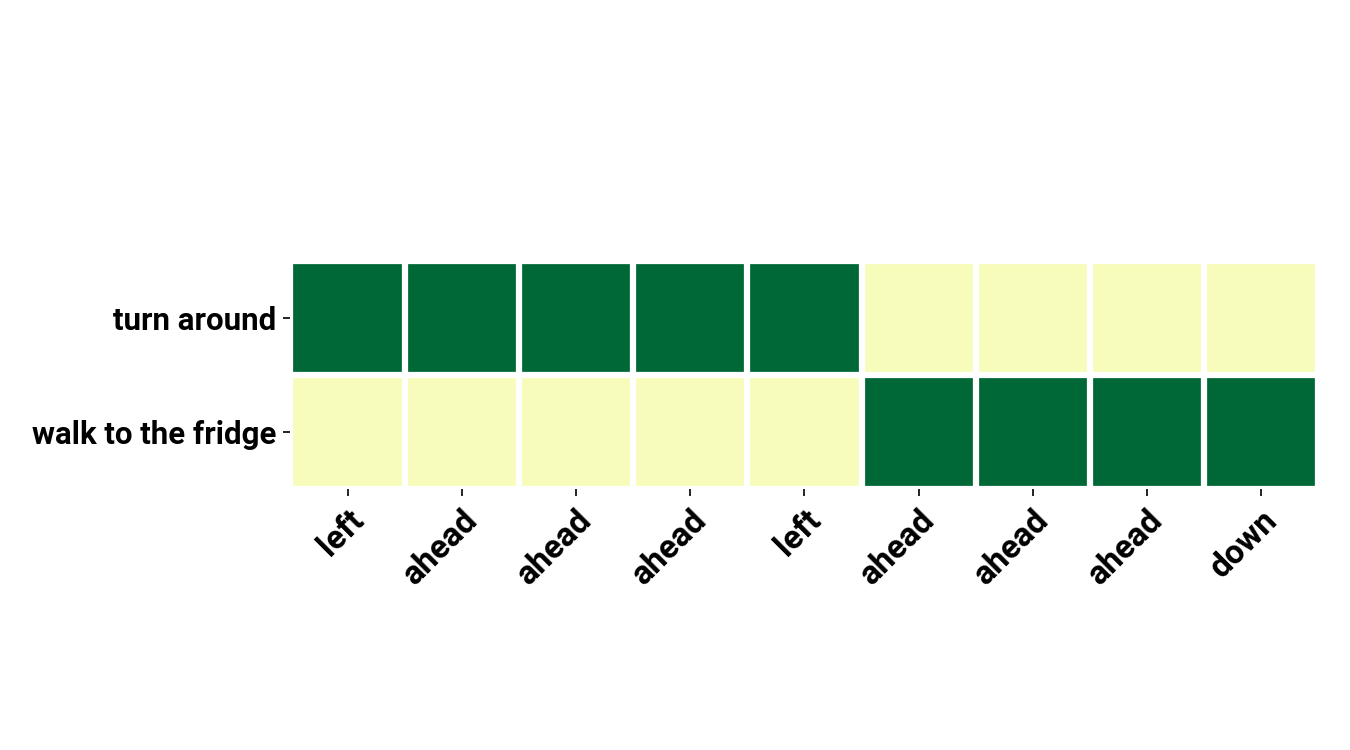 turn around
walk to the fridge
left
ahead
ahead
ahead
left
ahead
ahead
ahead
down